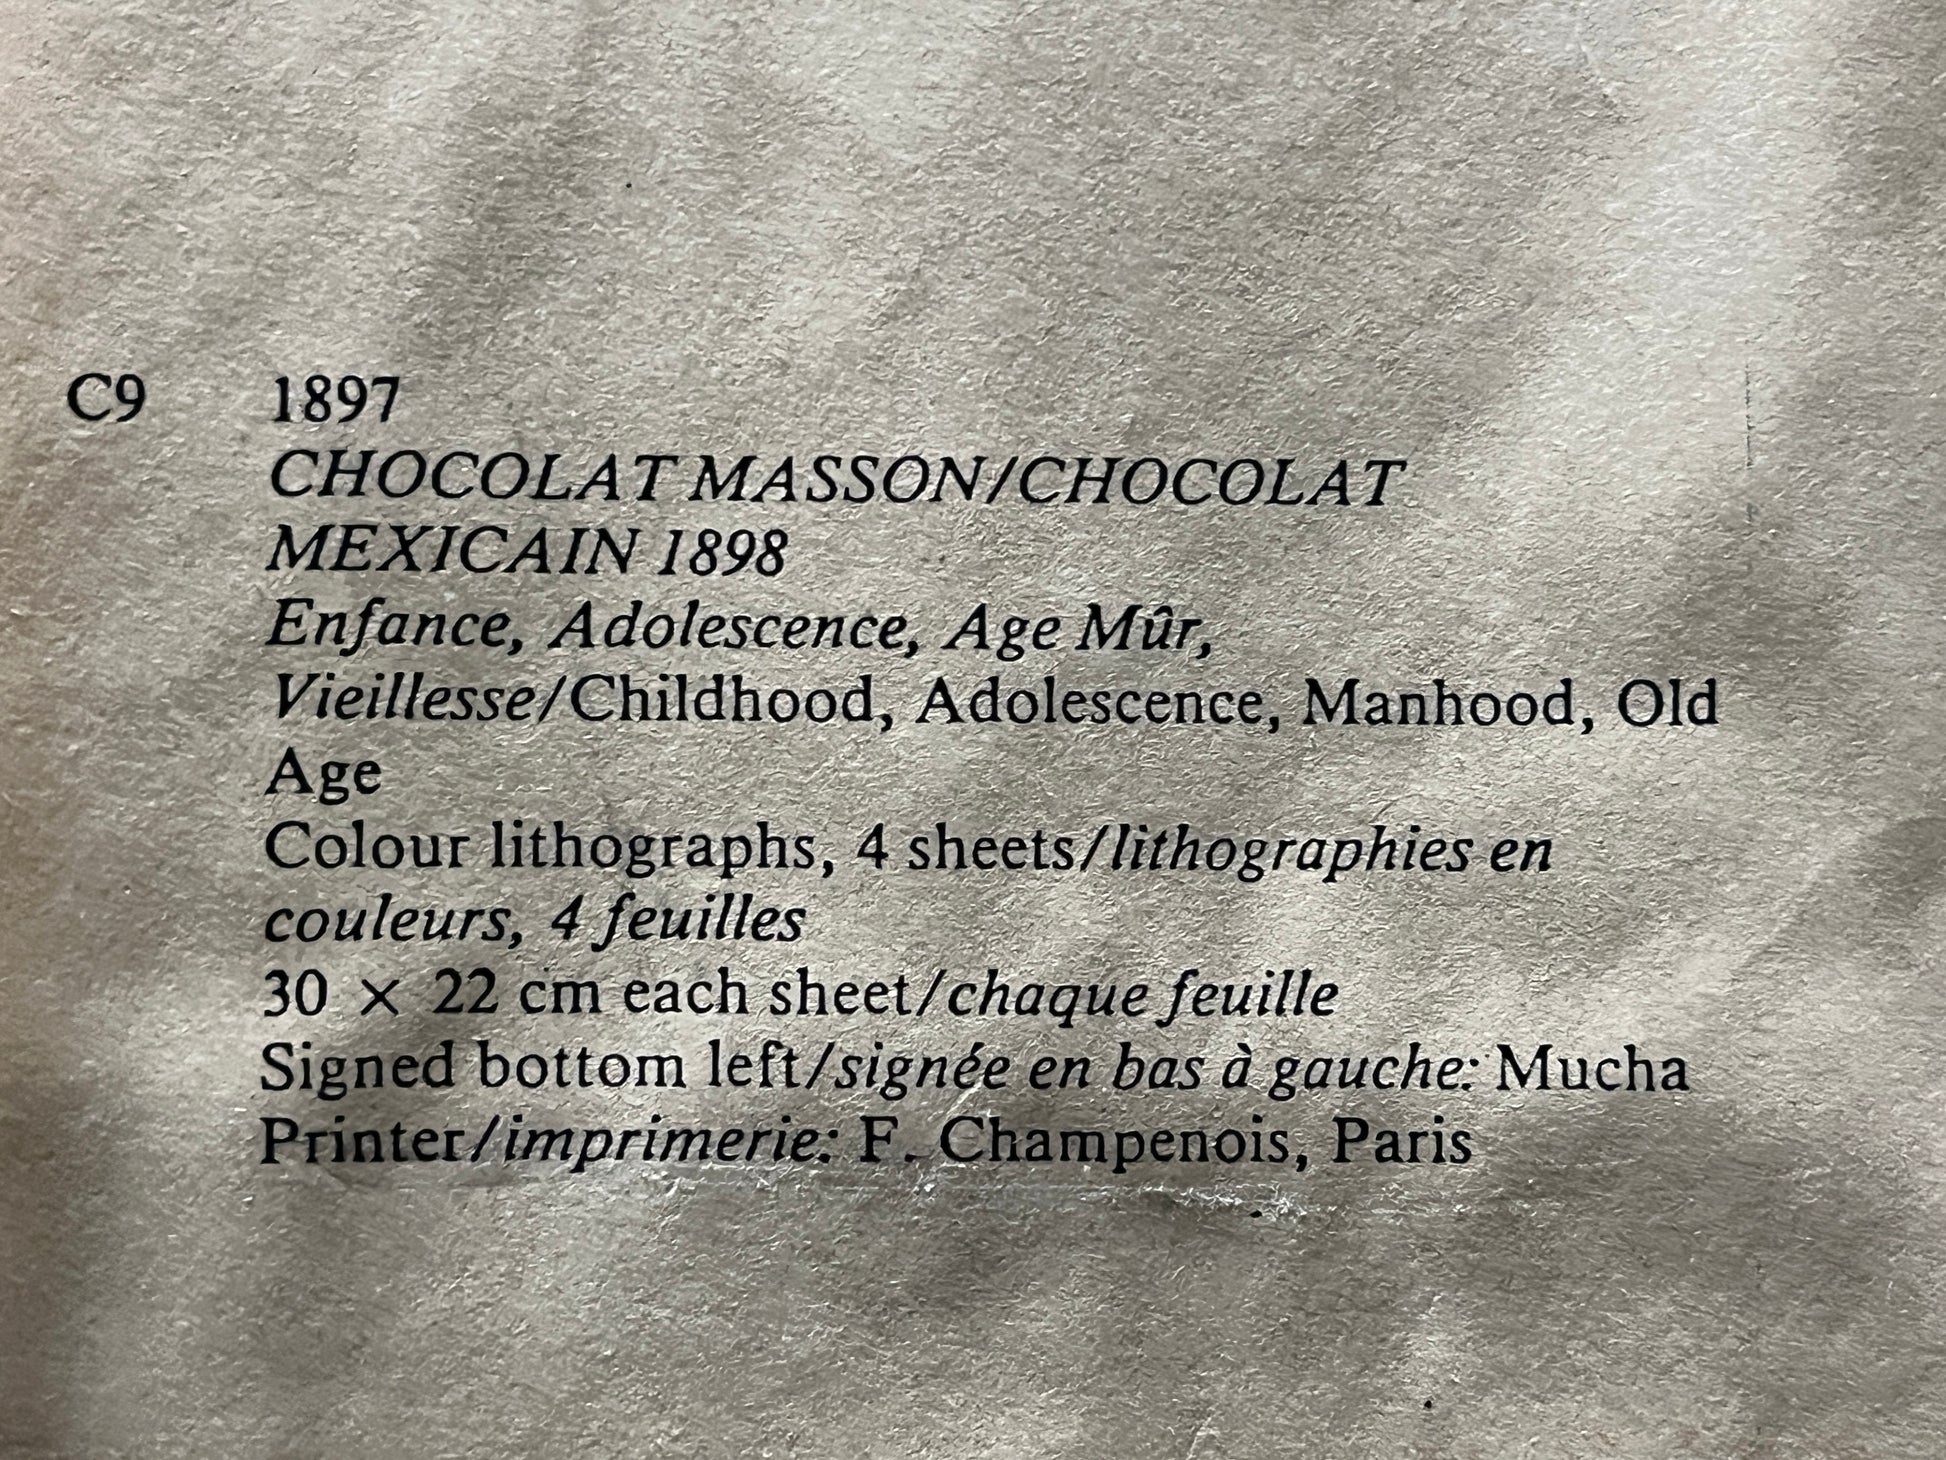 C9 1897
CHOCOLAT MASSON/CHOCOLAT
MEXICAIN 1898
Enfance, Adolescence, Age Mûr,
Vieillesse/Childhood, Adolescence, Manhood, Old
Age
Colour lithographs, 4 sheets/lithographies en
couleurs, 4 feuilles
30 × 22 cm each sheet/chaque feuille
Signed bottom left/signée en bas à gauche: Mucha
Printer/imprimerie: F. Champenois, Paris